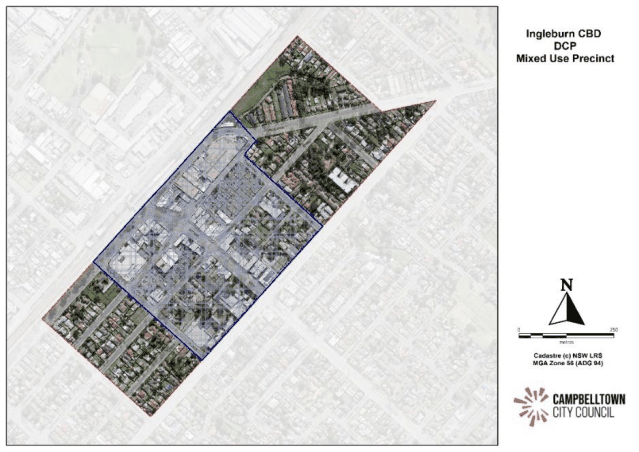 Ingleburn CBD
DCP
Mixed Use Precinct
N
0 250
metres
Cadastre (c) NSW LRS
MGA Zone 56 (ADG 94)
CAMPBELLTOWN
CITY COUNCIL